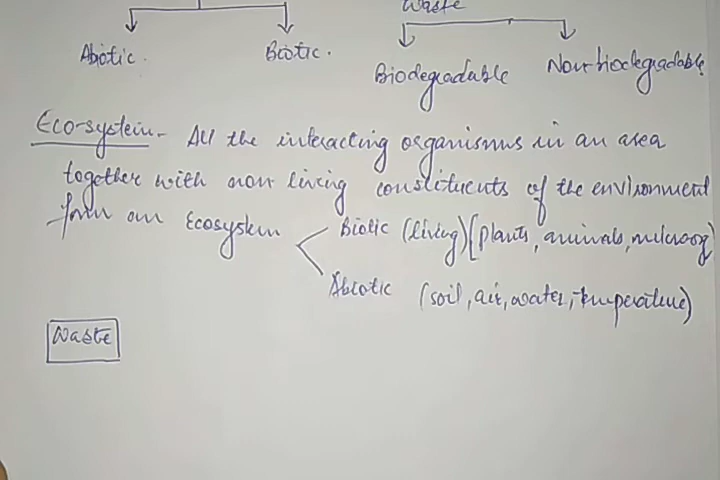 Waste
Abiotic. Biotic.
Biodegradable Non-biodegradable
Eco-system- All the interacting organisms in an area
together with non living constituents of the environment
form an Ecosystem
Biotic (living) [plants, animals, microog)
Abiotic (soil, air, water, temperature)
Waste